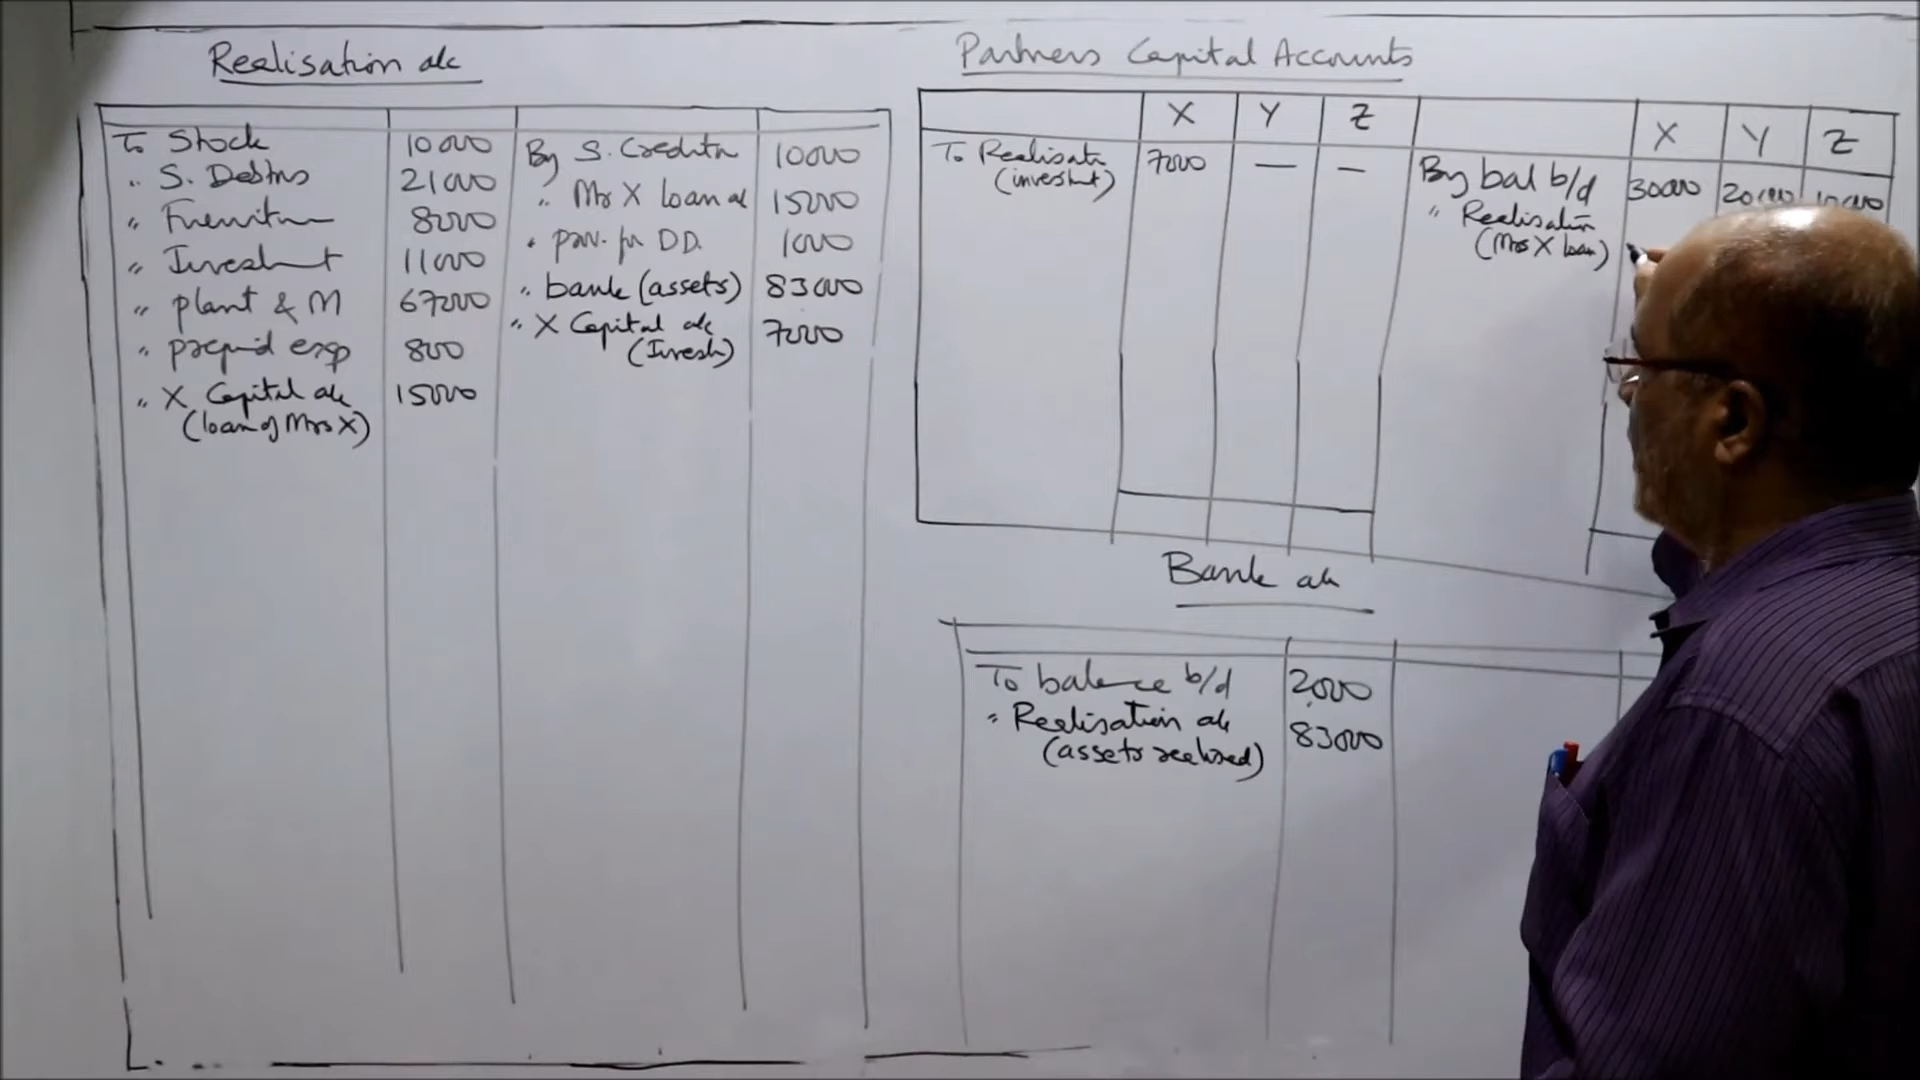 Realisation a/c
To Stock 10000 By S. Creditors 10000
" S. Debtors 21000 " Mrs X loan a/c 15000
" Furniture 8000 " prov. for D.D. 1000
" Investment 11000 " bank (assets) 83000
" plant & M 67200 " X Capital a/c 7000
(Invest)
" prepaid exp 800
" X Capital a/c 15000
(loan of Mrs X)
Partners Capital Accounts
X Y Z X Y Z
To Realisati 7000 — — By bal b/d 30000 20000
(investment) " Realisation
(Mrs X loan)
Bank a/c
To balance b/d 2000
" Realisation a/c 83000
(assets realised)